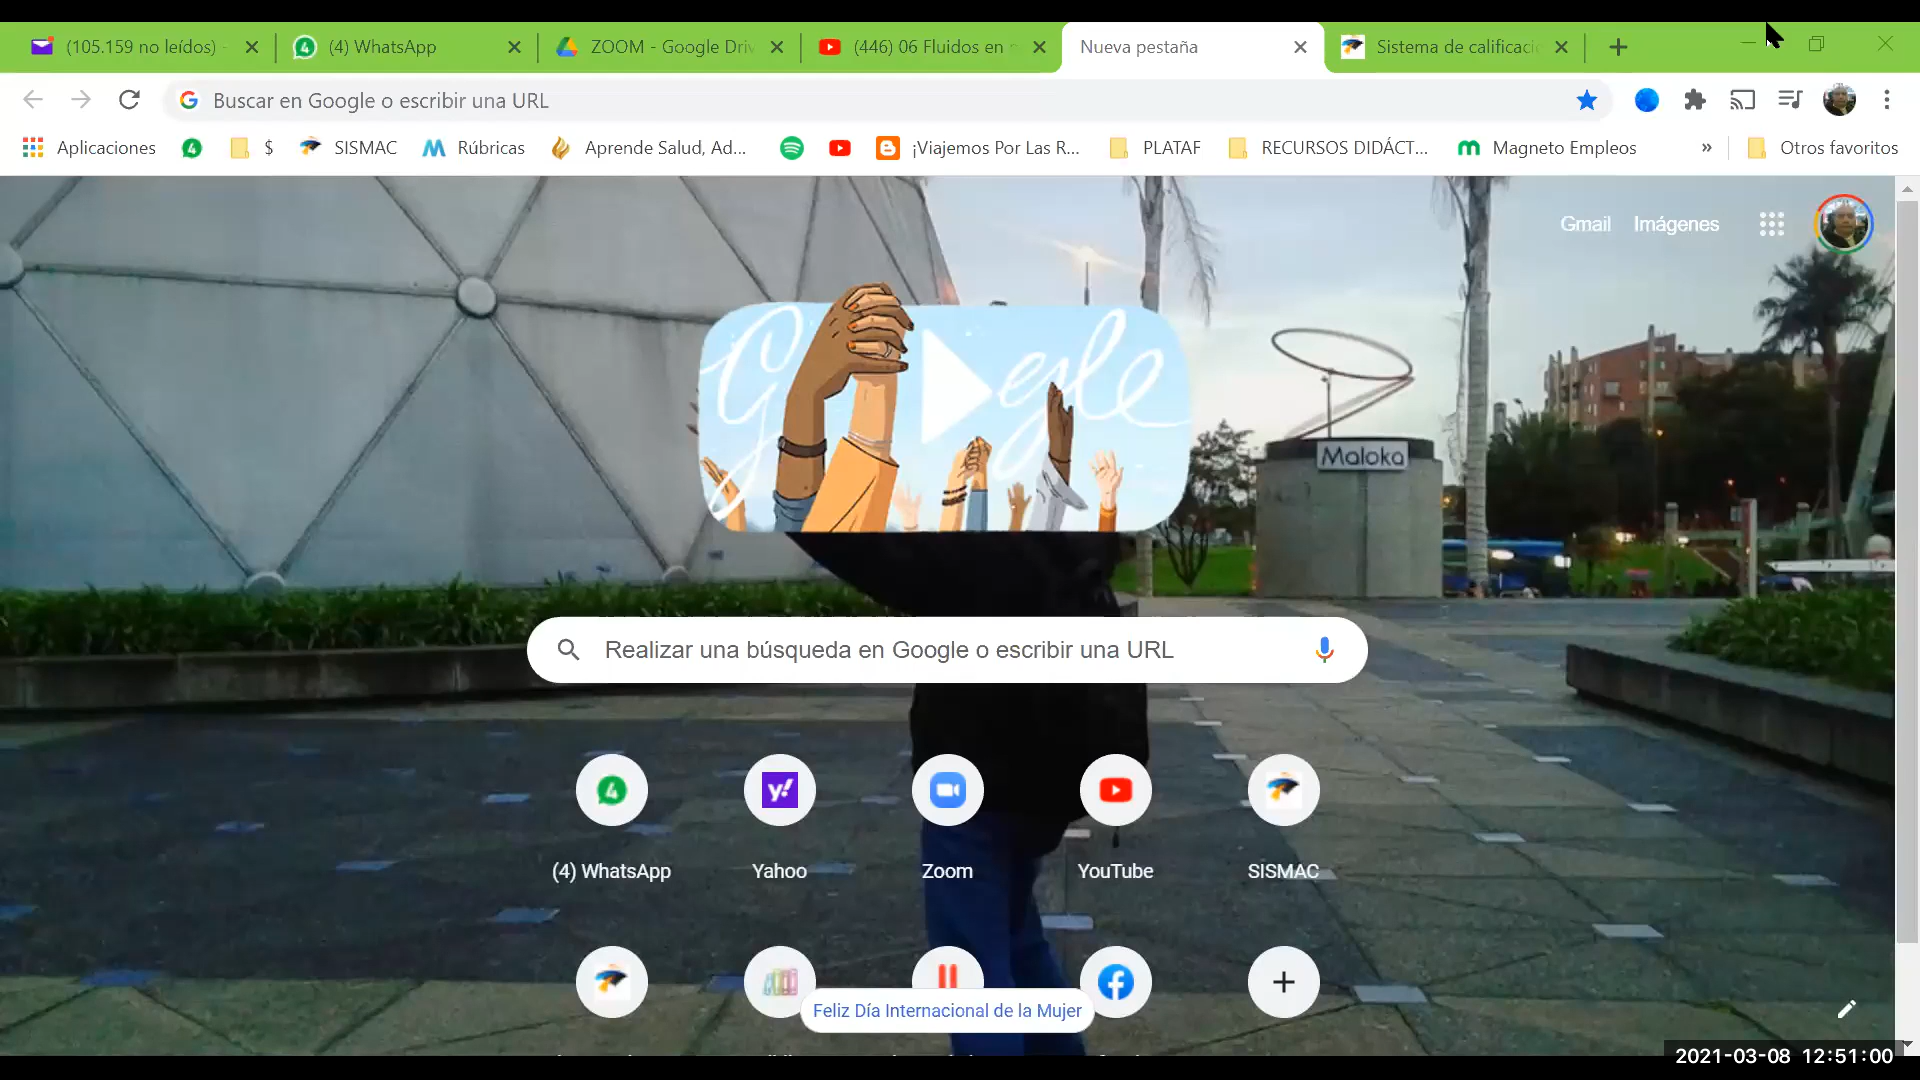 (105.159 no leídos) -
(4) WhatsApp
ZOOM - Google Driv
(446) 06 Fluidos en
Nueva pestaña
Sistema de calificaci
Buscar en Google o escribir una URL
Aplicaciones
$
SISMAC
Rúbricas
Aprende Salud, Ad...
¡Viajemos Por Las R...
PLATAF
RECURSOS DIDÁCT...
Magneto Empleos
»
Otros favoritos
Gmail
Imágenes
Google
Maloka
Realizar una búsqueda en Google o escribir una URL
(4) WhatsApp
Yahoo
Zoom
YouTube
SISMAC
Feliz Día Internacional de la Mujer
2021-03-08 12:51:00